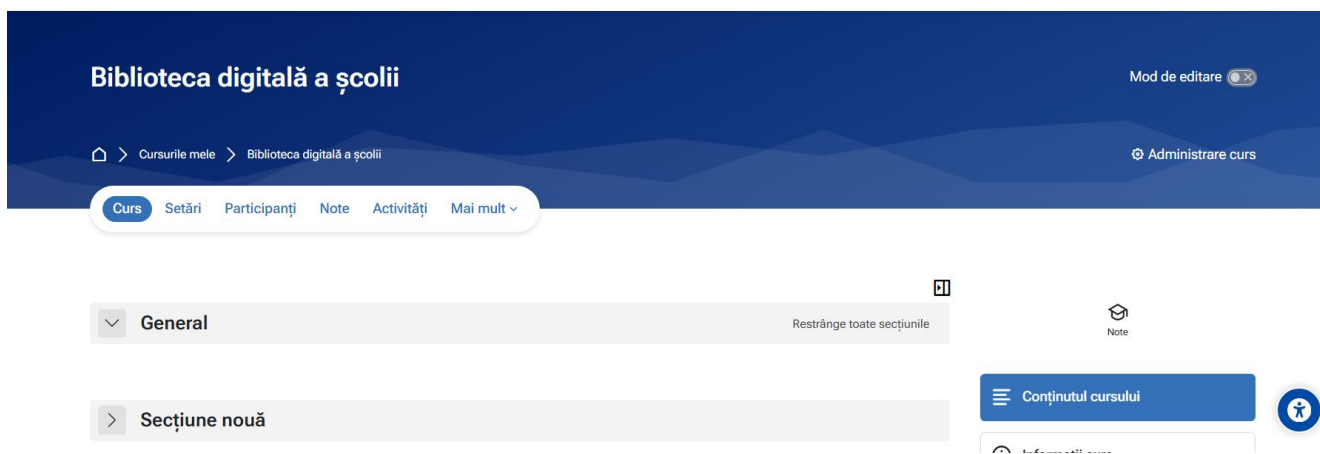 Biblioteca digitală a școlii
Mod de editare
Cursurile mele
Biblioteca digitală a școlii
Administrare curs
Curs Setări Participanți Note Activități Mai mult
General
Restrânge toate secțiunile
Note
Conținutul cursului
Secțiune nouă